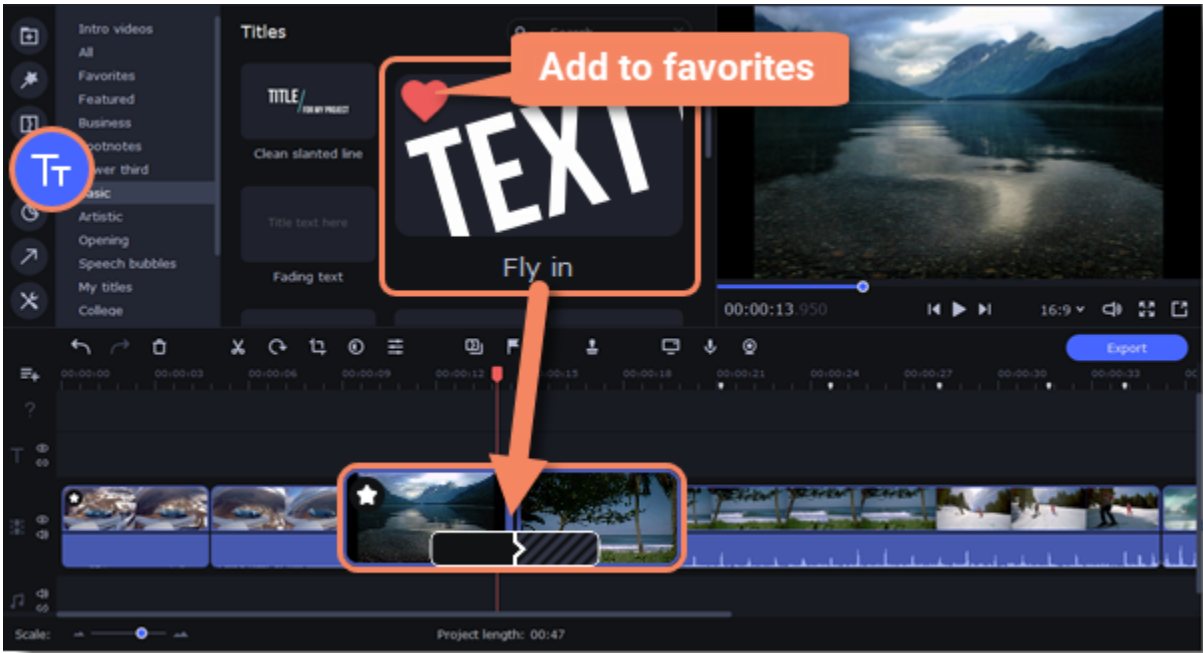 Intro videos
All
Favorites
Featured
Business
ootnotes
wer third
asic
Artistic
Opening
Speech bubbles
My titles
College
Tт
Titles
TITLE/
FOR MY PROJECT
Clean slanted line
Title text here
Fading text
Add to favorites
TEXT
Fly in
00:00:13.950
16:9
Export
00:00:00
00:00:03
00:00:06
00:00:09
00:00:12
00:00:15
00:00:18
00:00:21
00:00:24
00:00:27
00:00:30
00:00:33
?
T
Scale:
Project length: 00:47